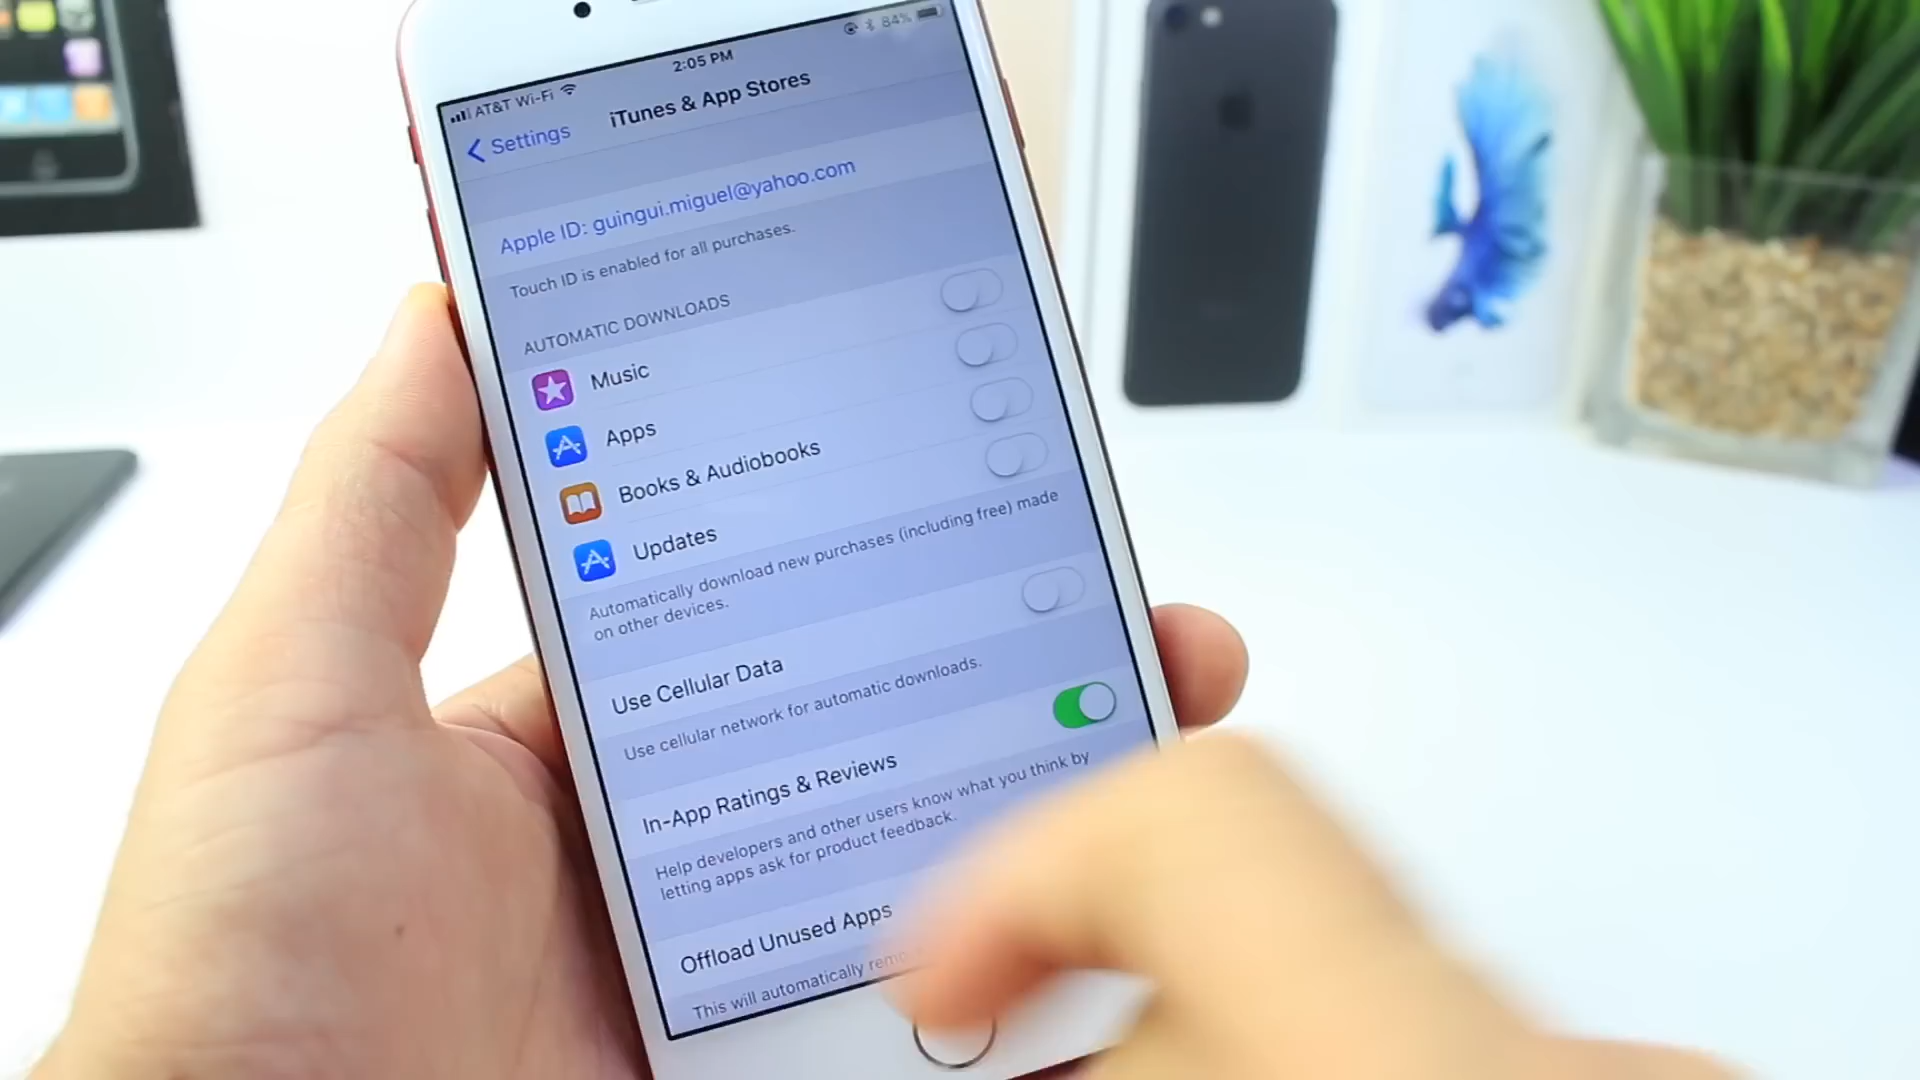 AT&T Wi-Fi
2:05 PM
84%
Settings
iTunes & App Stores
Apple ID: guingui.miguel@yahoo.com
Touch ID is enabled for all purchases.
AUTOMATIC DOWNLOADS
Music
Apps
Books & Audiobooks
Updates
Automatically download new purchases (including free) made
on other devices.
Use Cellular Data
Use cellular network for automatic downloads.
In-App Ratings & Reviews
Help developers and other users know what you think by
letting apps ask for product feedback.
Offload Unused Apps
This will automatically